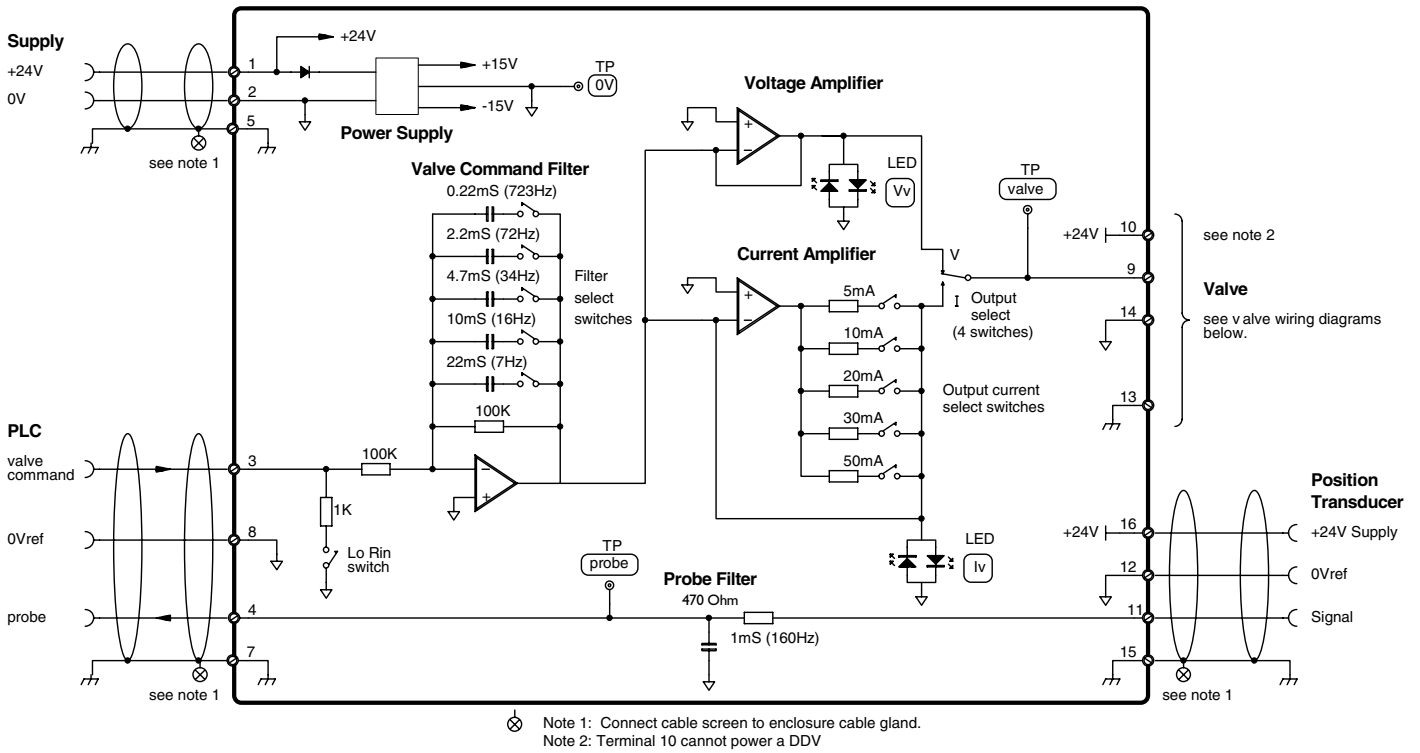 Supply
+24V
0V
1
2
5
see note 1
+24V
+15V
-15V
TP
0V
Power Supply
Valve Command Filter
0.22mS (723Hz)
2.2mS (72Hz)
4.7mS (34Hz)
10mS (16Hz)
22mS (7Hz)
100K
Filter
select
switches
Voltage Amplifier
+
−
LED
Vv
TP
valve
Current Amplifier
+
−
5mA
10mA
20mA
30mA
50mA
V
I
Output
select
(4 switches)
Output current
select switches
+24V
10
see note 2
9
Valve
14
see v alve wiring diagrams
below.
13
PLC
valve
command
3
100K
−
+
1K
Lo Rin
switch
0Vref
8
probe
4
7
see note 1
TP
probe
Probe Filter
470 Ohm
1mS (160Hz)
LED
Iv
Position
Transducer
+24V
16
+24V Supply
12
0Vref
11
Signal
15
see note 1
Note 1: Connect cable screen to enclosure cable gland.
Note 2: Terminal 10 cannot power a DDV